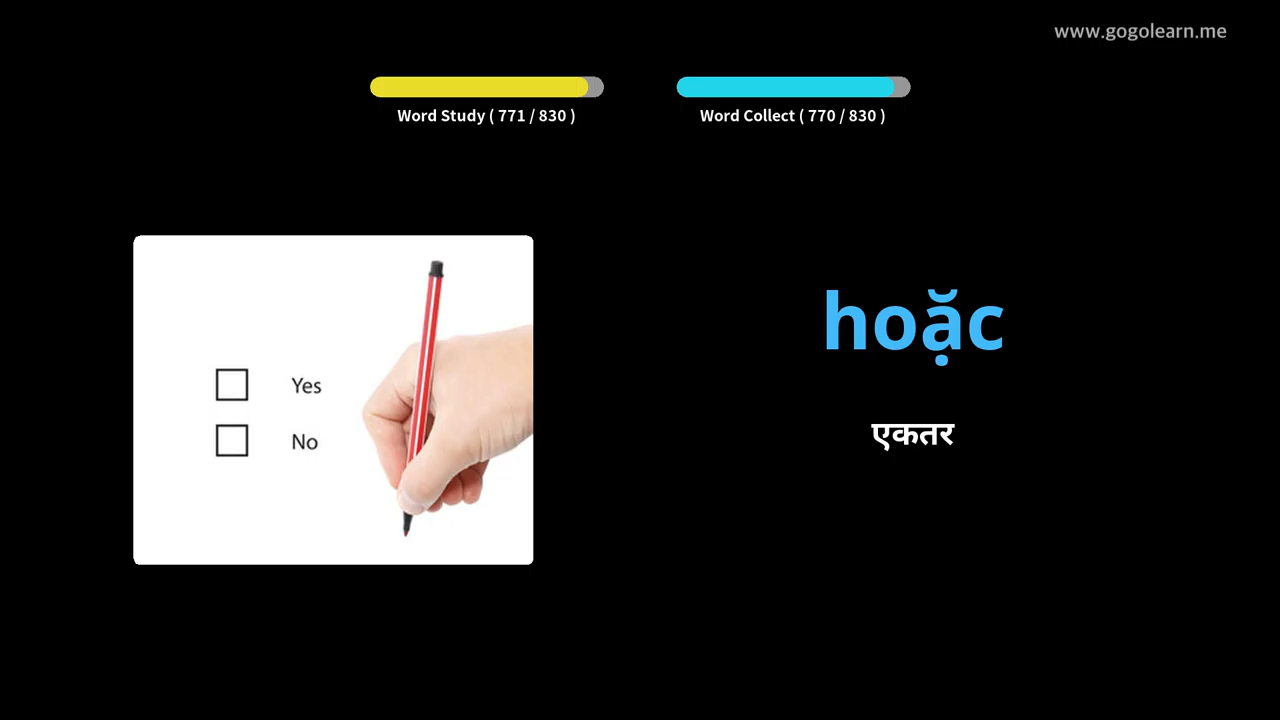 www.gogolearn.me
Word Study ( 771 / 830 )
Word Collect ( 770 / 830 )
Yes
No
hoặc
एकतर